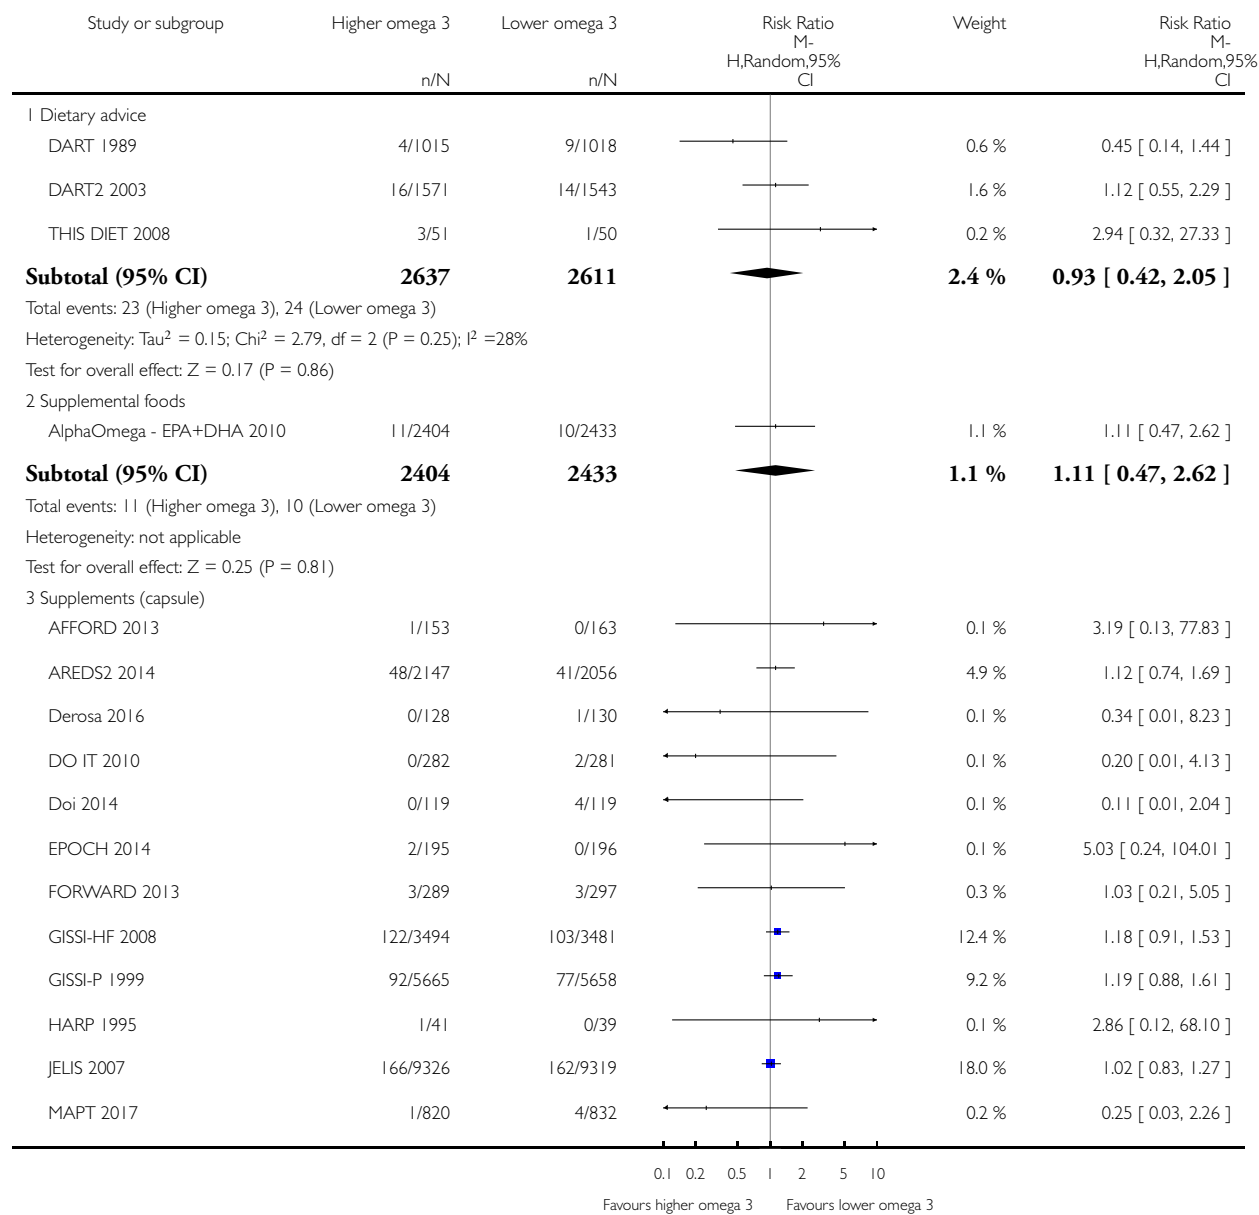 Study or subgroup Higher omega 3 Lower omega 3 Risk Ratio Weight Risk Ratio
M- M-
H,Random,95% H,Random,95%
n/N n/N CI CI
1 Dietary advice
DART 1989 4/1015 9/1018 0.6 % 0.45 [ 0.14, 1.44 ]
DART2 2003 16/1571 14/1543 1.6 % 1.12 [ 0.55, 2.29 ]
THIS DIET 2008 3/51 1/50 0.2 % 2.94 [ 0.32, 27.33 ]
Subtotal (95% CI) 2637 2611 2.4 % 0.93 [ 0.42, 2.05 ]
Total events: 23 (Higher omega 3), 24 (Lower omega 3)
Heterogeneity: Tau² = 0.15; Chi² = 2.79, df = 2 (P = 0.25); I² =28%
Test for overall effect: Z = 0.17 (P = 0.86)
2 Supplemental foods
AlphaOmega - EPA+DHA 2010 11/2404 10/2433 1.1 % 1.11 [ 0.47, 2.62 ]
Subtotal (95% CI) 2404 2433 1.1 % 1.11 [ 0.47, 2.62 ]
Total events: 11 (Higher omega 3), 10 (Lower omega 3)
Heterogeneity: not applicable
Test for overall effect: Z = 0.25 (P = 0.81)
3 Supplements (capsule)
AFFORD 2013 1/153 0/163 0.1 % 3.19 [ 0.13, 77.83 ]
AREDS2 2014 48/2147 41/2056 4.9 % 1.12 [ 0.74, 1.69 ]
Derosa 2016 0/128 1/130 0.1 % 0.34 [ 0.01, 8.23 ]
DO IT 2010 0/282 2/281 0.1 % 0.20 [ 0.01, 4.13 ]
Doi 2014 0/119 4/119 0.1 % 0.11 [ 0.01, 2.04 ]
EPOCH 2014 2/195 0/196 0.1 % 5.03 [ 0.24, 104.01 ]
FORWARD 2013 3/289 3/297 0.3 % 1.03 [ 0.21, 5.05 ]
GISSI-HF 2008 122/3494 103/3481 12.4 % 1.18 [ 0.91, 1.53 ]
GISSI-P 1999 92/5665 77/5658 9.2 % 1.19 [ 0.88, 1.61 ]
HARP 1995 1/41 0/39 0.1 % 2.86 [ 0.12, 68.10 ]
JELIS 2007 166/9326 162/9319 18.0 % 1.02 [ 0.83, 1.27 ]
MAPT 2017 1/820 4/832 0.2 % 0.25 [ 0.03, 2.26 ]
0.1 0.2 0.5 1 2 5 10
Favours higher omega 3 Favours lower omega 3